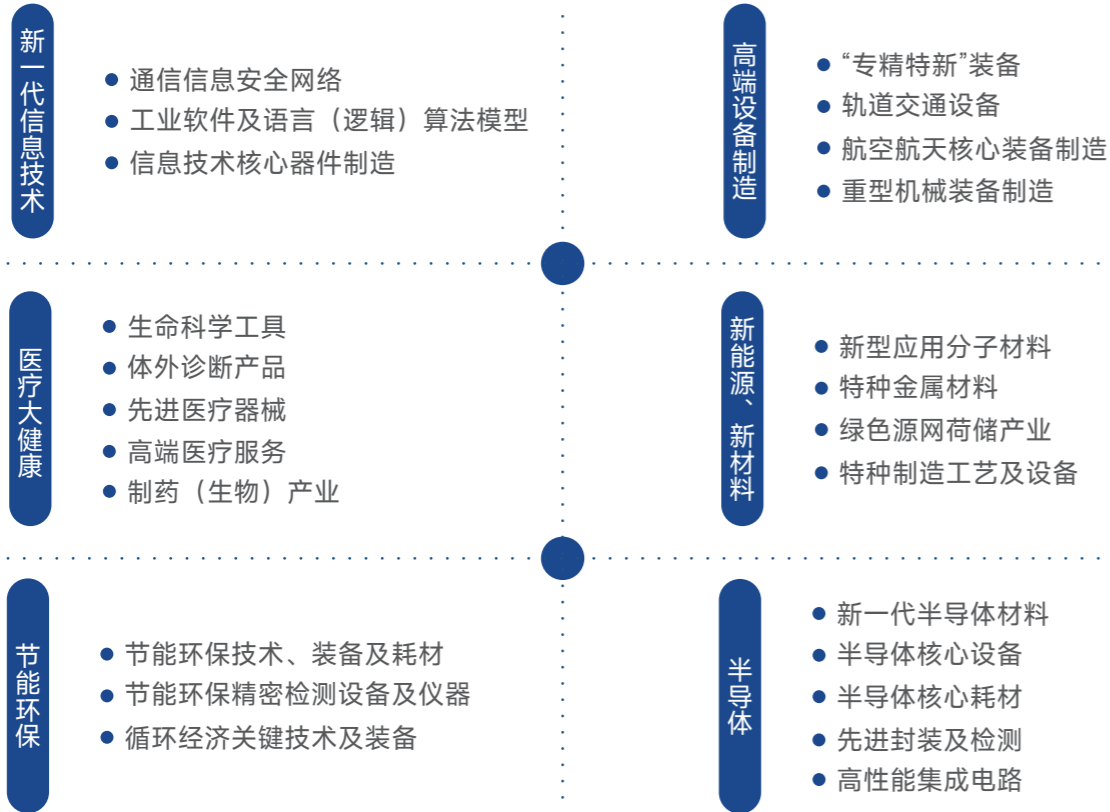 新一代信息技术
通信信息安全网络
工业软件及语言（逻辑）算法模型
信息技术核心器件制造
高端设备制造
“专精特新”装备
轨道交通设备
航空航天核心装备制造
重型机械装备制造
医疗大健康
生命科学工具
体外诊断产品
先进医疗器械
高端医疗服务
制药（生物）产业
新能源、新材料
新型应用分子材料
特种金属材料
绿色源网荷储产业
特种制造工艺及设备
节能环保
节能环保技术、装备及耗材
节能环保精密检测设备及仪器
循环经济关键技术及装备
半导体
新一代半导体材料
半导体核心设备
半导体核心耗材
先进封装及检测
高性能集成电路